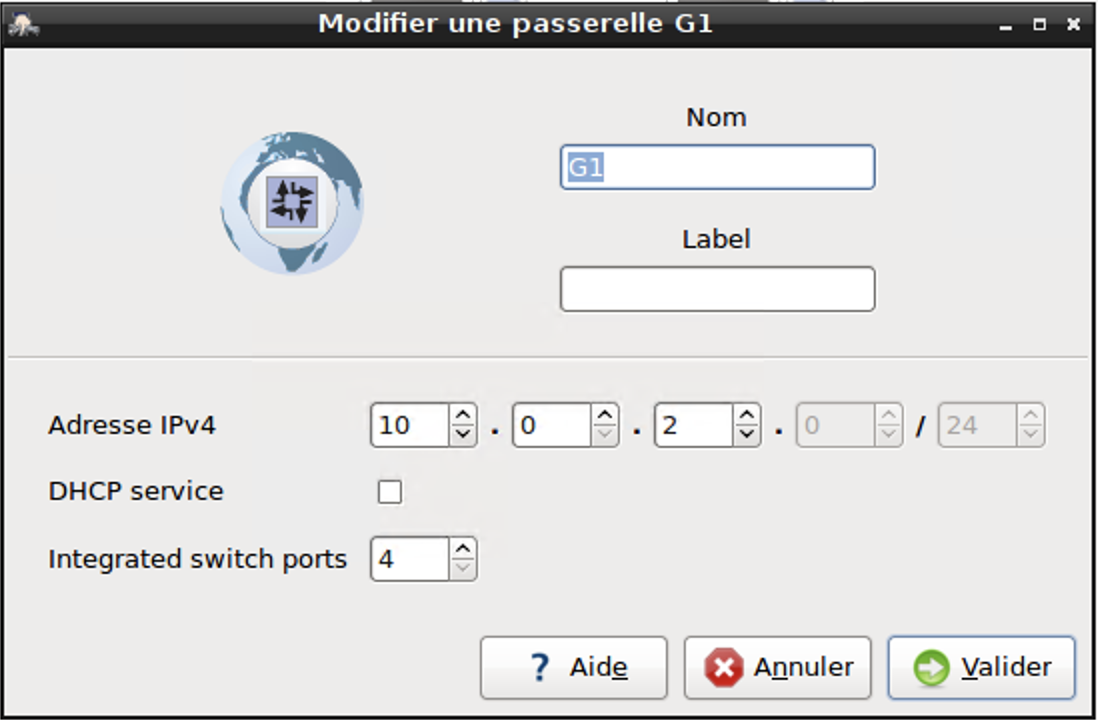 Modifier une passerelle G1
Nom
G1
Label
Adresse IPv4 10 . 0 . 2 . 0 / 24
DHCP service
Integrated switch ports 4
? Aide Annuler Valider